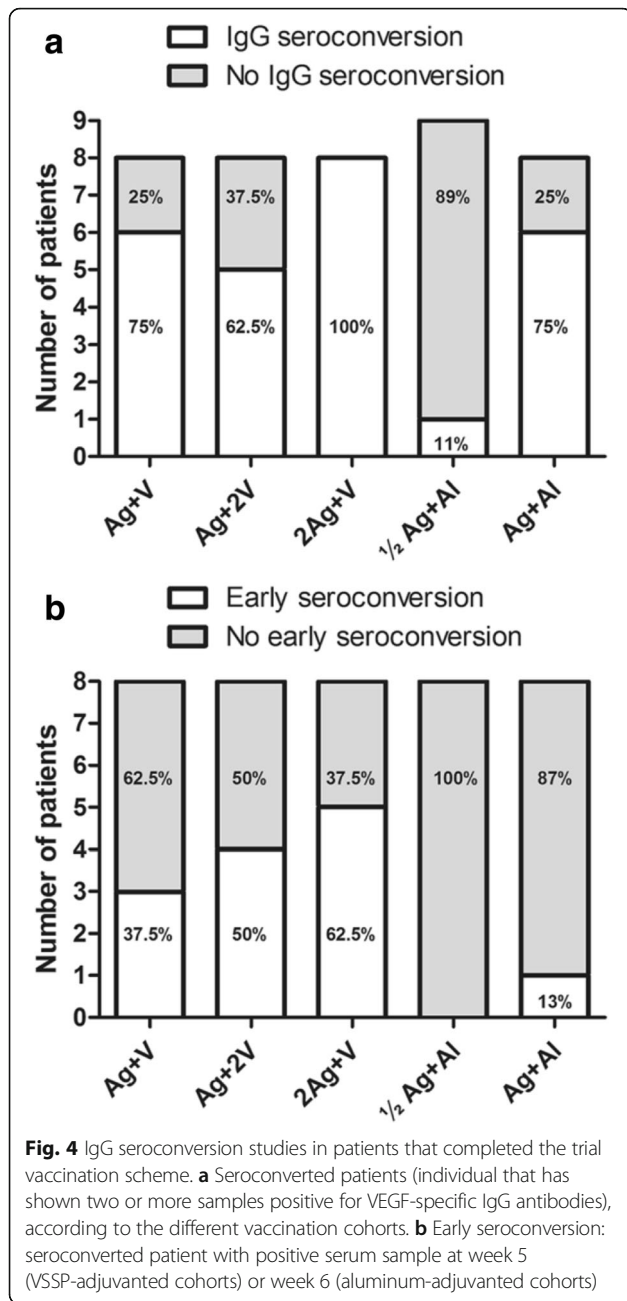 a
IgG seroconversion
No IgG seroconversion
Number of patients
9
8
7
6
5
4
3
2
1
0
25%
37.5%
89%
25%
75%
62.5%
100%
75%
11%
Ag+V
Ag+2V
2Ag+V
½ Ag+Al
Ag+Al
b
Early seroconversion
No early seroconversion
Number of patients
8
7
6
5
4
3
2
1
0
62.5%
50%
37.5%
100%
87%
37.5%
50%
62.5%
13%
Ag+V
Ag+2V
2Ag+V
½ Ag+Al
Ag+Al
Fig. 4 IgG seroconversion studies in patients that completed the trial
vaccination scheme. a Seroconverted patients (individual that has
shown two or more samples positive for VEGF-specific IgG antibodies),
according to the different vaccination cohorts. b Early seroconversion:
seroconverted patient with positive serum sample at week 5
(VSSP-adjuvanted cohorts) or week 6 (aluminum-adjuvanted cohorts)